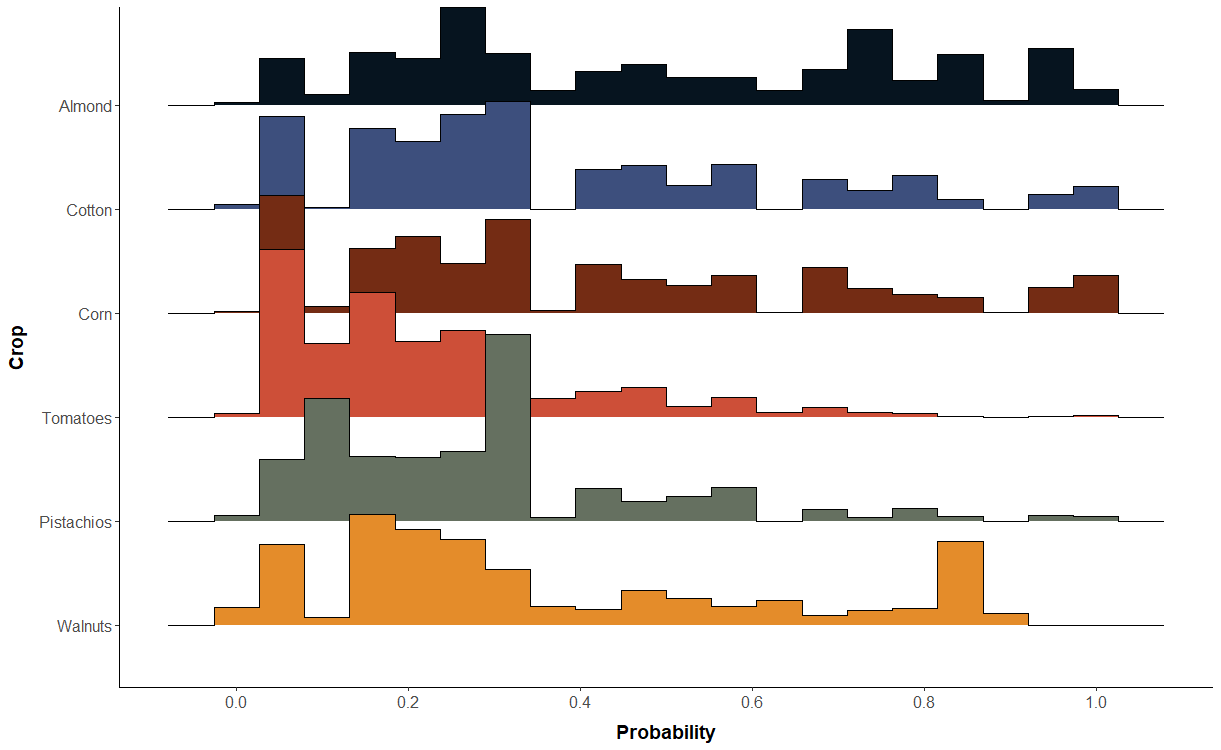 Almond
Cotton
Corn
Tomatoes
Pistachios
Walnuts
Crop
0.0 0.2 0.4 0.6 0.8 1.0
Probability